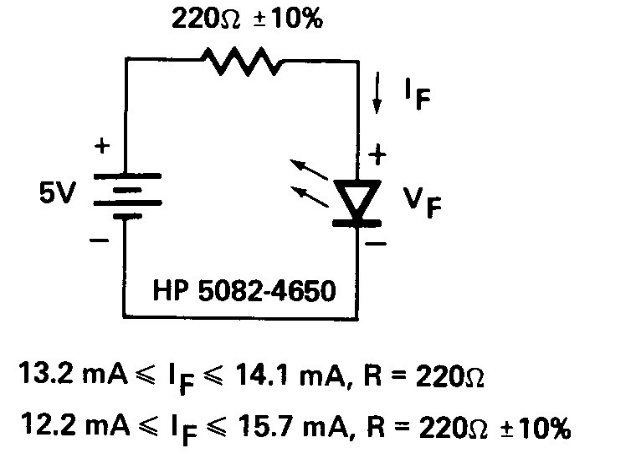 220Ω ±10%
I_F
+
+
5V
V_F
−
−
HP 5082-4650
13.2 mA ≤ I_F ≤ 14.1 mA, R = 220Ω
12.2 mA ≤ I_F ≤ 15.7 mA, R = 220Ω ±10%